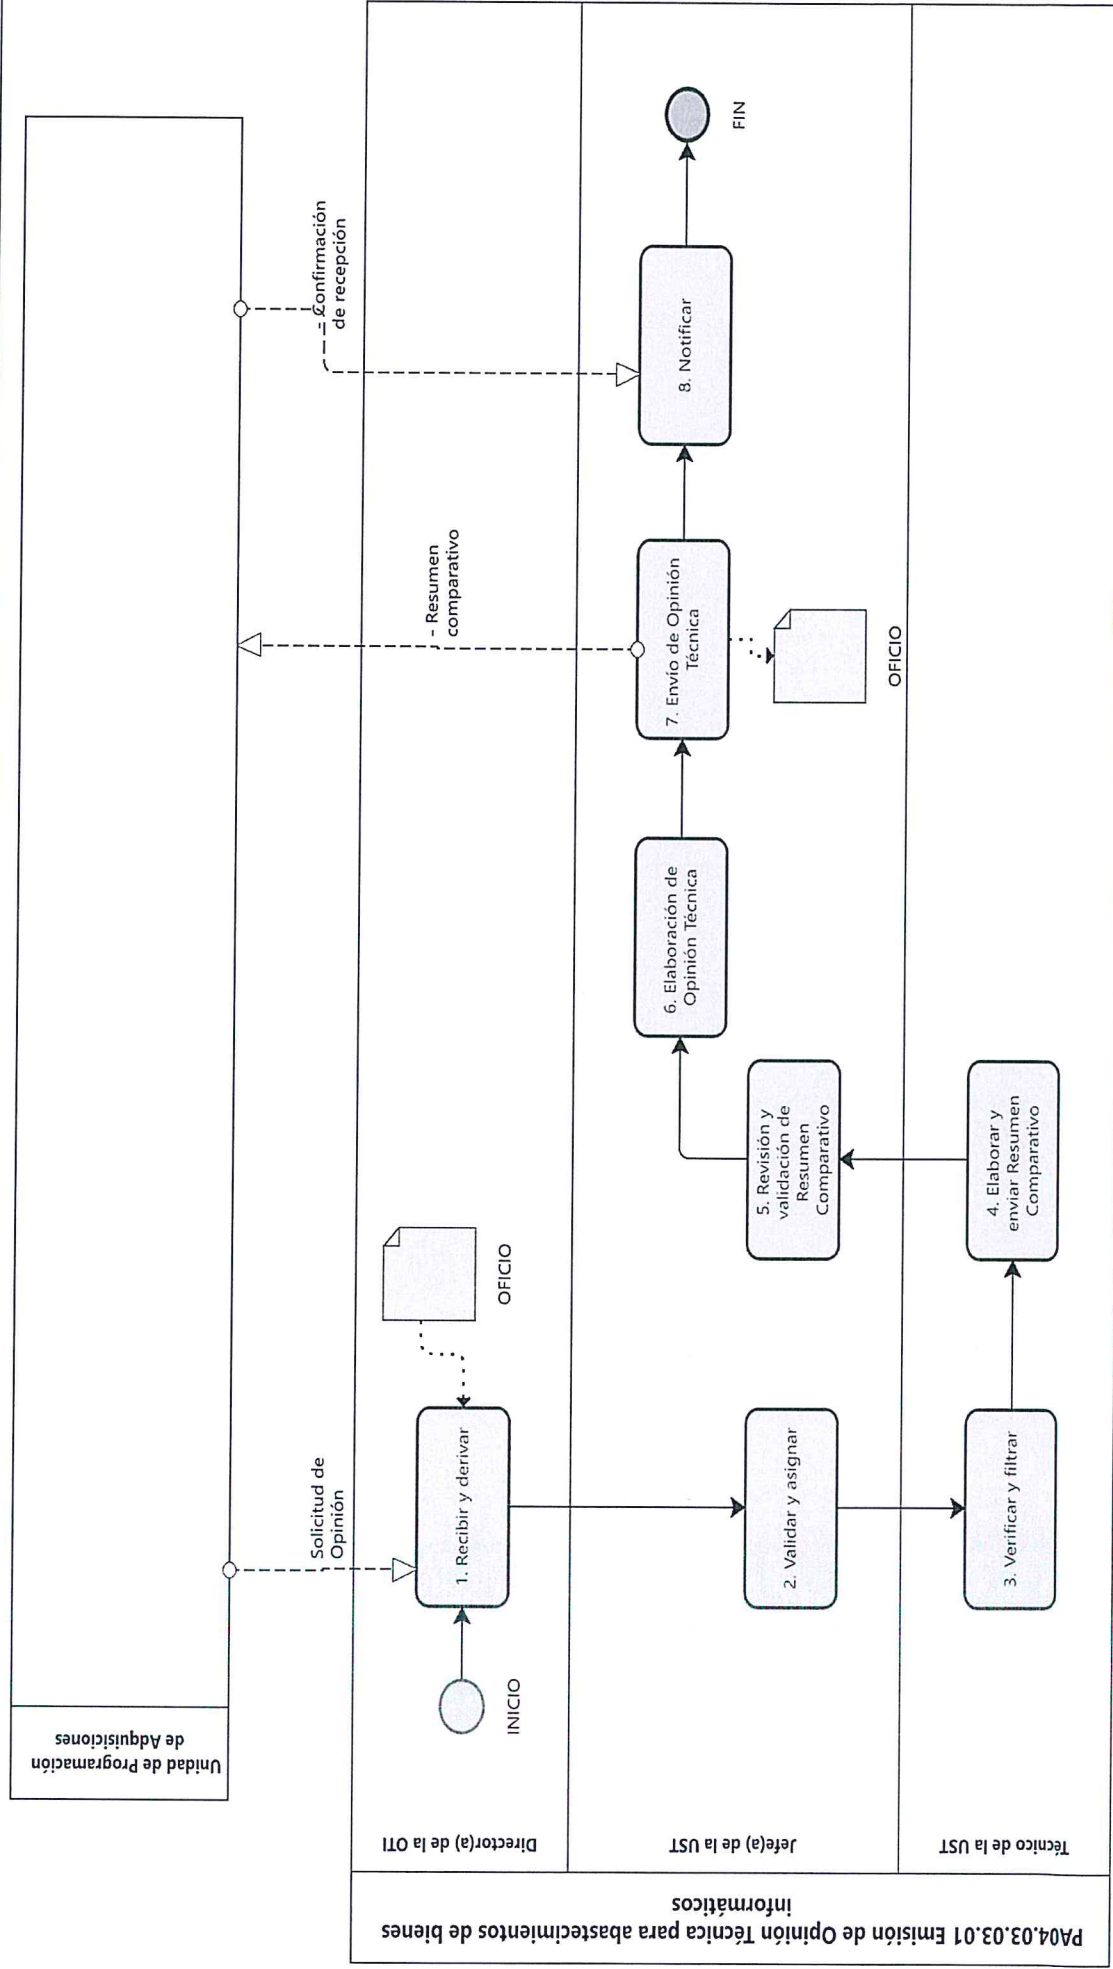 Unidad de Programación
de Adquisiciones
PA04.03.03.01 Emisión de Opinión Técnica para abastecimientos de bienes
informáticos
Director(a) de la OTI
Jefe(a) de la UST
Técnico de la UST
INICIO
Solicitud de
Opinión
1. Recibir y derivar
OFICIO
2. Validar y asignar
3. Verificar y filtrar
4. Elaborar y
enviar Resumen
Comparativo
5. Revisión y
validación de
Resumen
Comparativo
6. Elaboración de
Opinión Técnica
7. Envío de Opinión
Técnica
OFICIO
- Resumen
comparativo
8. Notificar
- Confirmación
de recepción
FIN